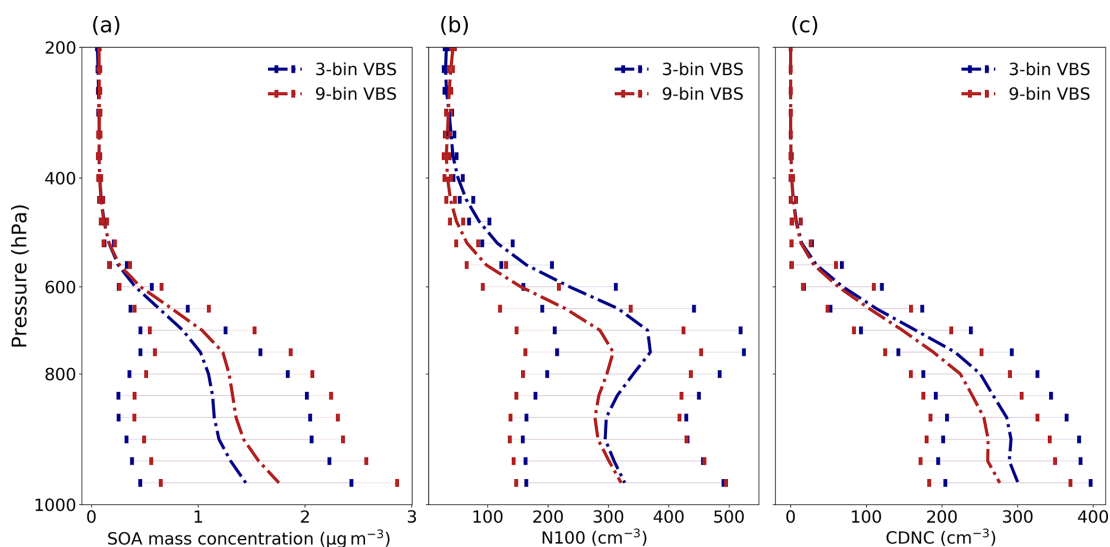 (a)
(b)
(c)
200
400
600
800
1000
Pressure (hPa)
3-bin VBS
9-bin VBS
3-bin VBS
9-bin VBS
3-bin VBS
9-bin VBS
0 1 2 3
100 200 300 400 500
0 100 200 300 400 500
SOA mass concentration (μg m⁻³)
N100 (cm⁻³)
CDNC (cm⁻³)